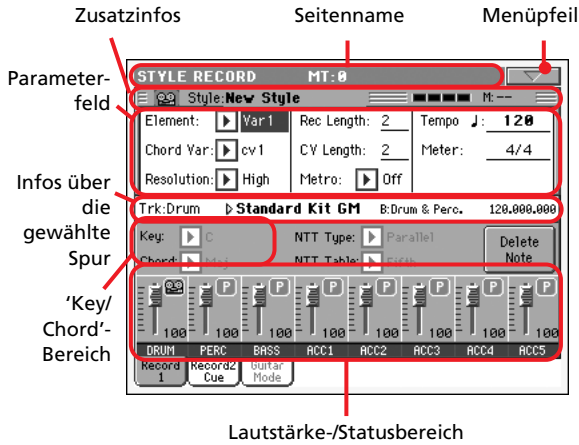 Zusatzinfos
Seitenname
Menüpfeil
Parameter-
feld
Infos über
die
gewählte
Spur
'Key/
Chord'-
Bereich
STYLE RECORD MT:0
Style:New Style M:--
Element: Var1 Rec Length: 2 Tempo ♩: 120
Chord Var: cv1 CV Length: 2 Meter: 4/4
Resolution: High Metro: Off
Trk:Drum Standard Kit GM B:Drum & Perc. 120.000.000
Key: C NTT Type: Parallel Delete
Chord: Maj NTT Table: Fifth Note
P P P P P P P
100 100 100 100 100 100 100 100
DRUM PERC BASS ACC1 ACC2 ACC3 ACC4 ACC5
Record Record2 Guitar
1 Cue Mode
Lautstärke-/Statusbereich